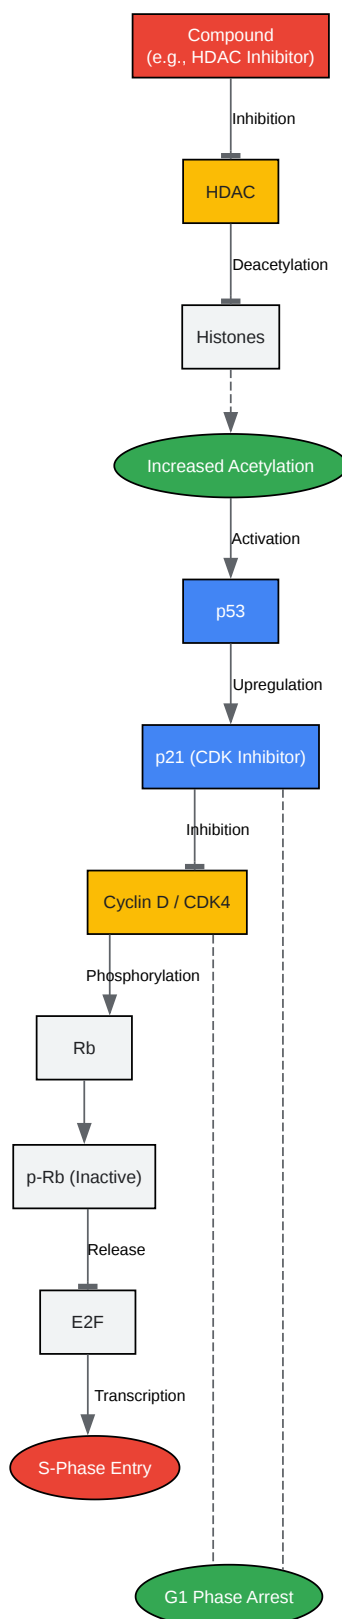 Compound
(e.g., HDAC Inhibitor)
Inhibition
HDAC
Deacetylation
Histones
Increased Acetylation
Activation
p53
Upregulation
p21 (CDK Inhibitor)
Inhibition
Cyclin D / CDK4
Phosphorylation
Rb
p-Rb (Inactive)
Release
E2F
Transcription
S-Phase Entry
G1 Phase Arrest